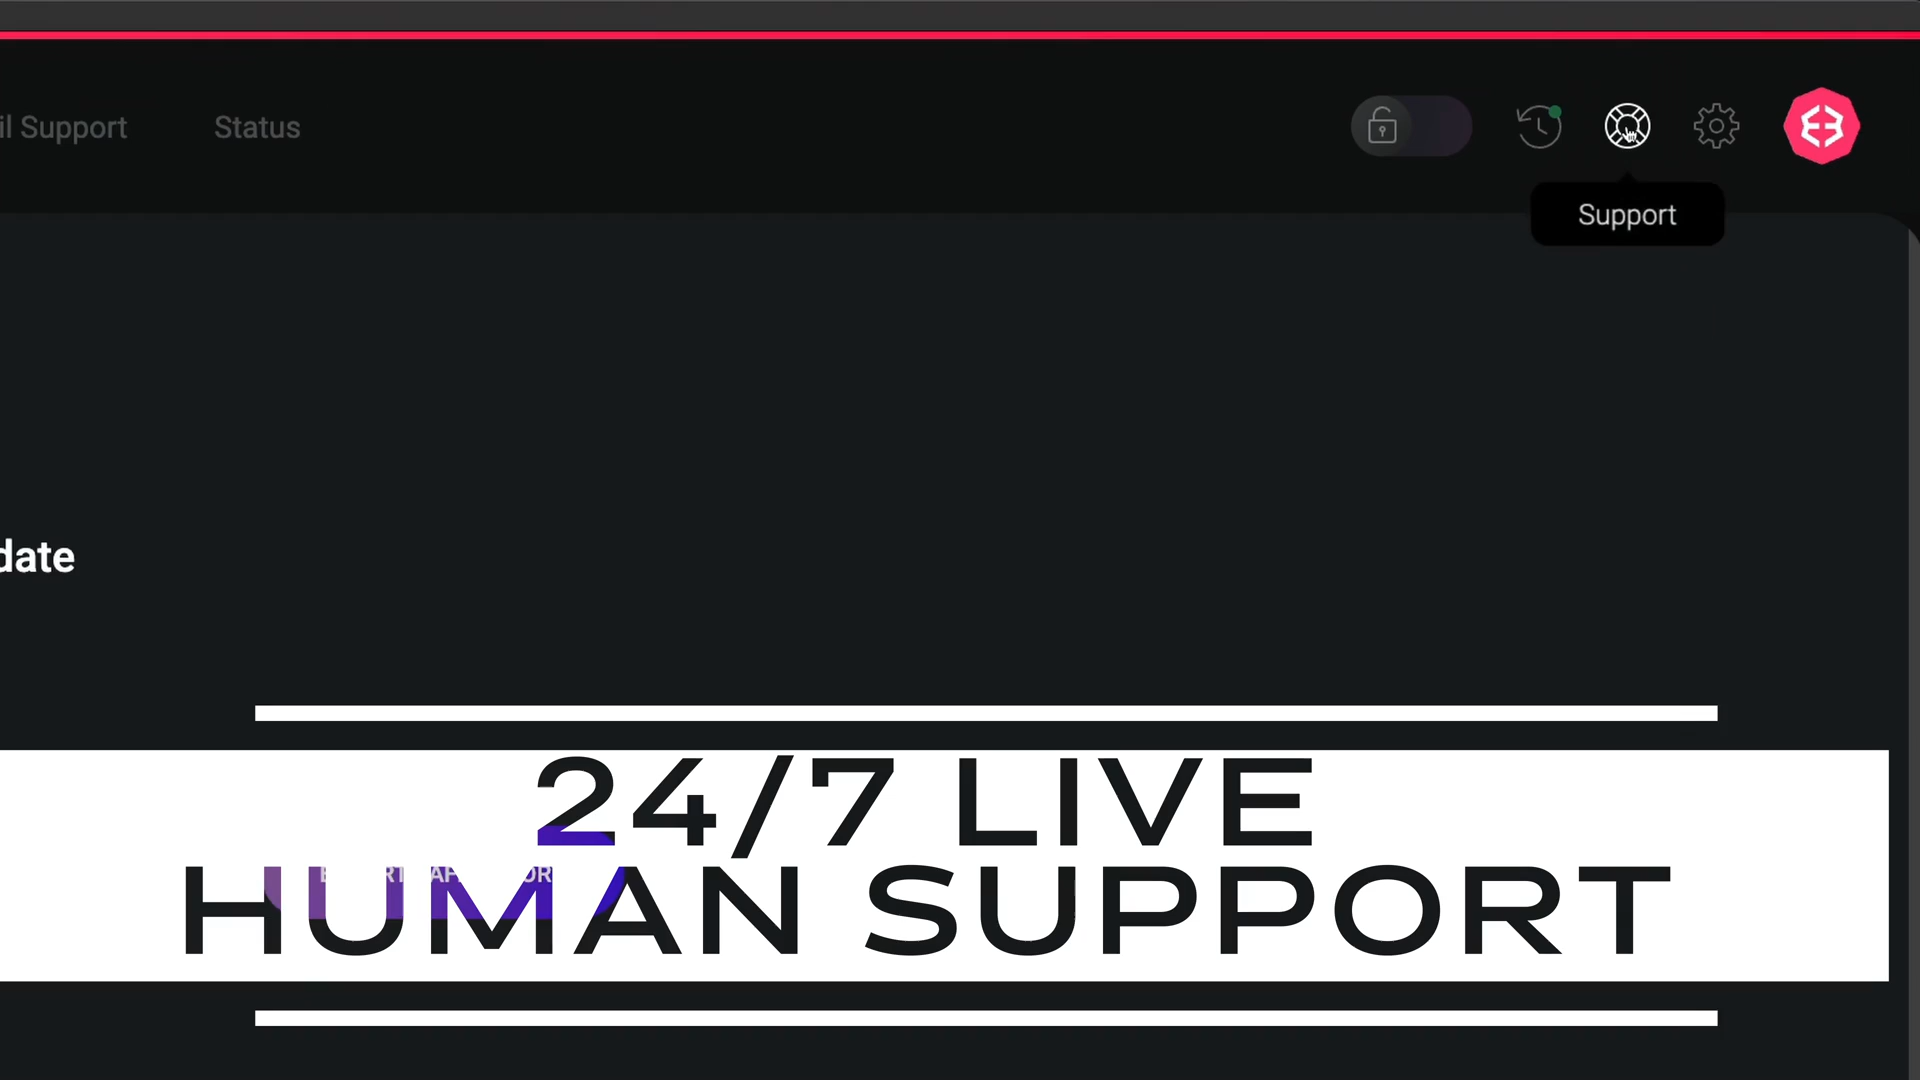 il Support Status
Support
date
24/7 LIVE
HUMAN SUPPORT